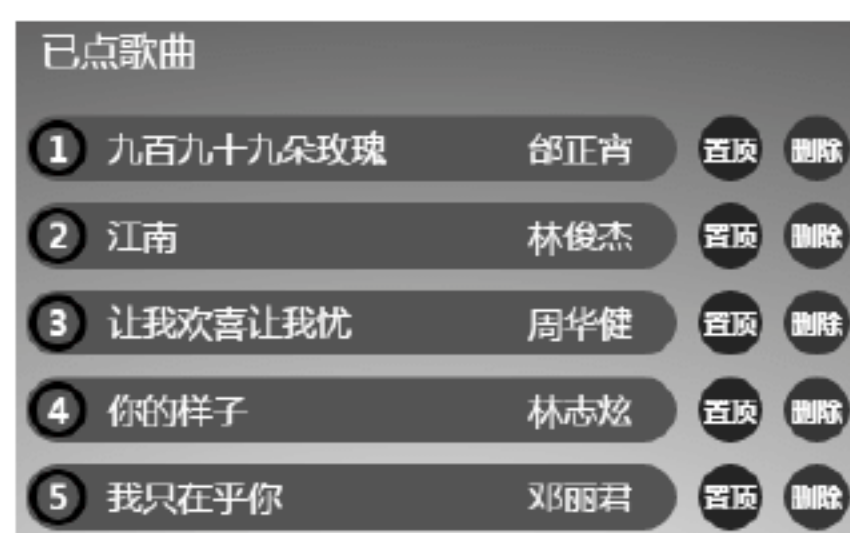 已点歌曲
1 九百九十九朵玫瑰 邰正宵 置顶 删除
2 江南 林俊杰 置顶 删除
3 让我欢喜让我忧 周华健 置顶 删除
4 你的样子 林志炫 置顶 删除
5 我只在乎你 邓丽君 置顶 删除